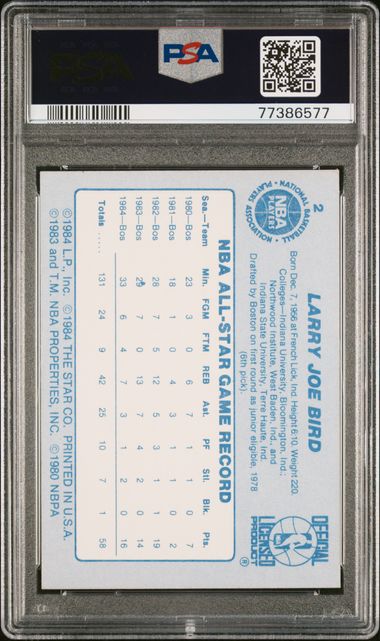 PSA
PSA
77386577
2
NATIONAL BASKETBALL
NBA
PLAYERS
PLAYERS ASSOCIATION
LARRY JOE BIRD
Born Dec. 7, 1956 at French Lick, Ind. Height 6:10. Weight 220.
Colleges—Indiana University, Bloomington, Ind.;
Northwood Institute, West Baden, Ind., and
Indiana State University, Terre Haute, Ind.
Drafted by Boston on first round as junior eligible, 1978
(6th pick).
OFFICIAL
NBA
LICENSED
PRODUCT
®
NBA ALL-STAR GAME RECORD
Sea.—Team Min. FGM FTM REB Ast. PF Stl. Blk. Pts.
1980—Bos 23 3 0 6 7 1 1 0 7
1981—Bos 18 1 0 4 3 1 1 0 2
1982—Bos 28 7 5 12 5 3 1 1 19
1983—Bos 29 7 0 13 7 4 2 0 14
1984—Bos 33 6 4 7 3 1 2 0 16
Totals ..... 131 24 9 42 25 10 7 1 58
©1984 L.P., Inc. ©1984 THE STAR CO. PRINTED IN U.S.A.
©1983 and T.M. NBA PROPERTIES, INC. ©1980 NBPA